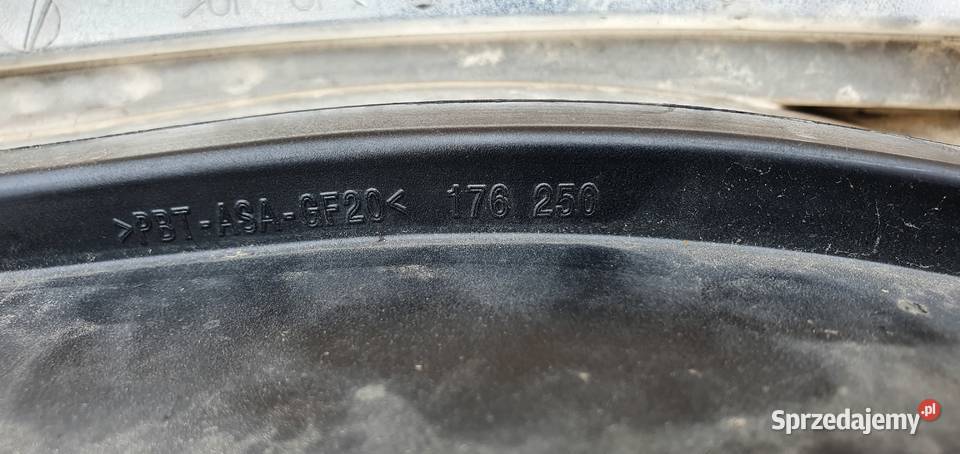 >PBT-ASA-GF20< 176 250
Sprzedajemy.pl